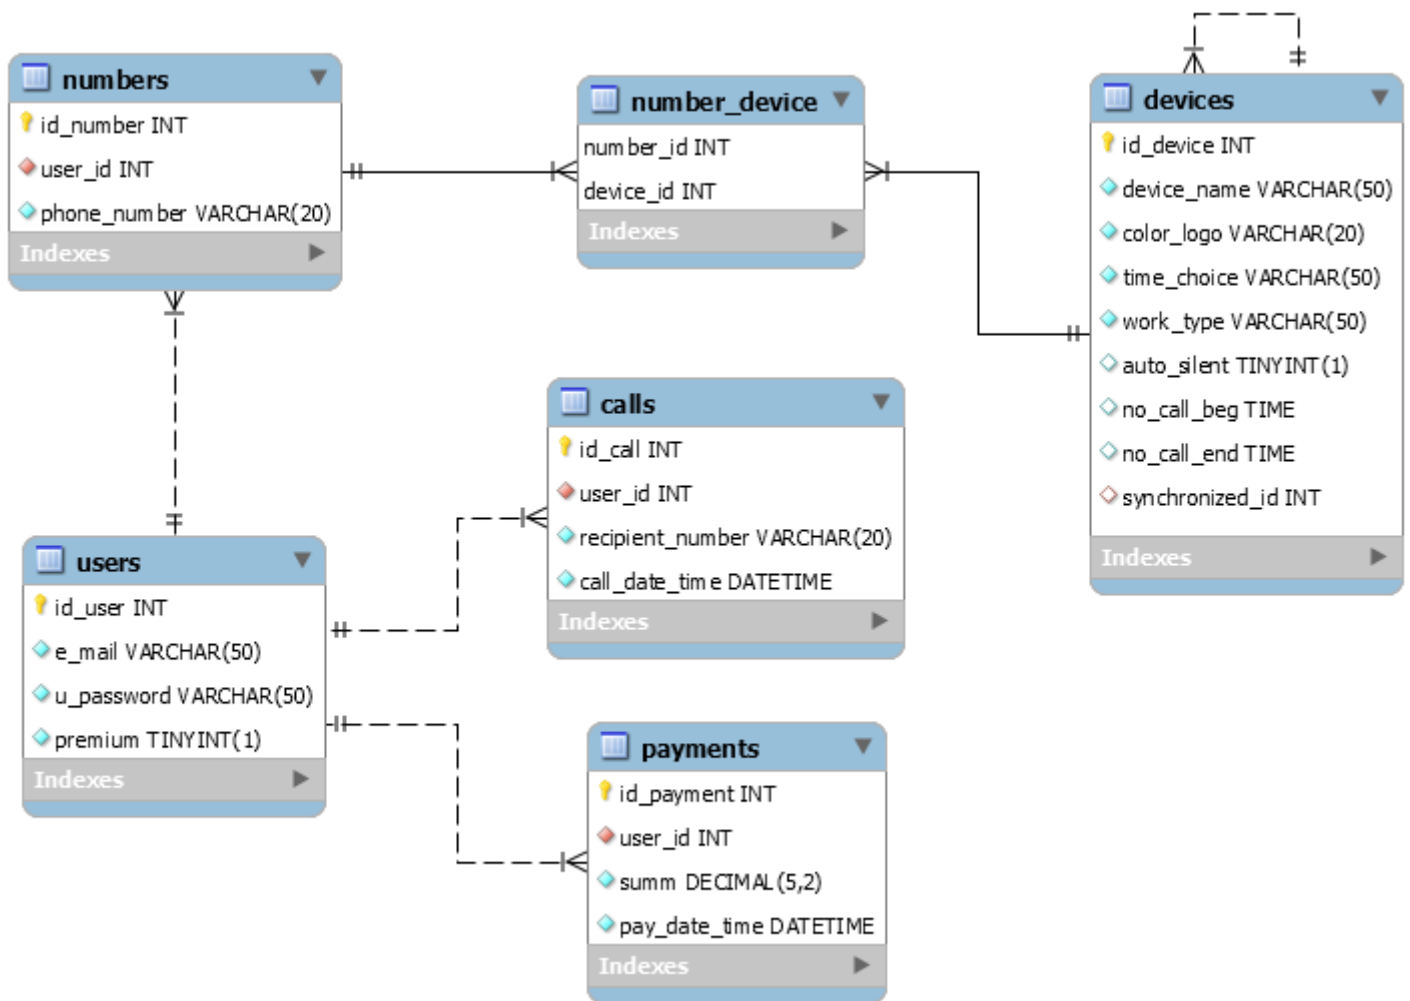 numbers
id_number INT
user_id INT
phone_number VARCHAR(20)
Indexes
number_device
number_id INT
device_id INT
Indexes
devices
id_device INT
device_name VARCHAR(50)
color_logo VARCHAR(20)
time_choice VARCHAR(50)
work_type VARCHAR(50)
auto_silent TINYINT(1)
no_call_beg TIME
no_call_end TIME
synchronized_id INT
Indexes
calls
id_call INT
user_id INT
recipient_number VARCHAR(20)
call_date_time DATETIME
Indexes
users
id_user INT
e_mail VARCHAR(50)
u_password VARCHAR(50)
premium TINYINT(1)
Indexes
payments
id_payment INT
user_id INT
summ DECIMAL(5,2)
pay_date_time DATETIME
Indexes